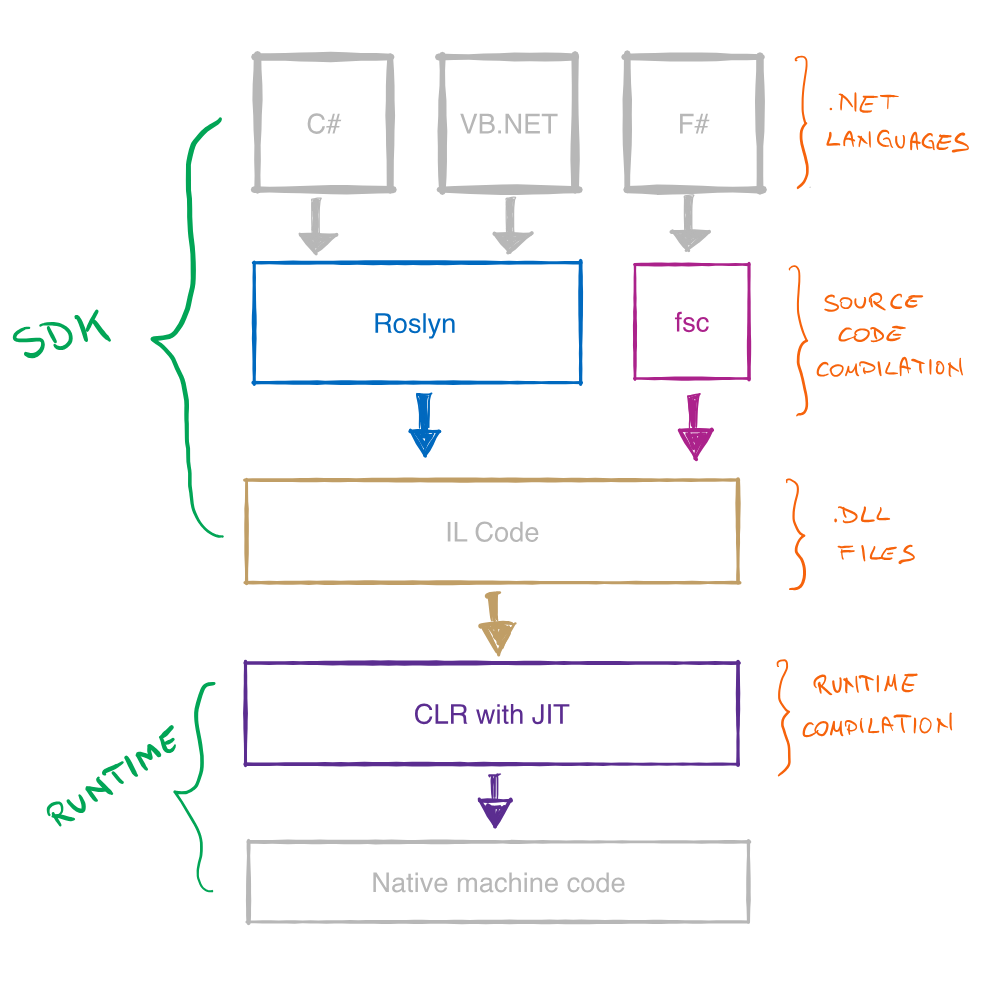 C#
VB.NET
F#
.NET
LANGUAGES
SDK
Roslyn
fsc
SOURCE
CODE
COMPILATION
IL Code
.DLL
FILES
RUNTIME
CLR with JIT
RUNTIME
COMPILATION
Native machine code